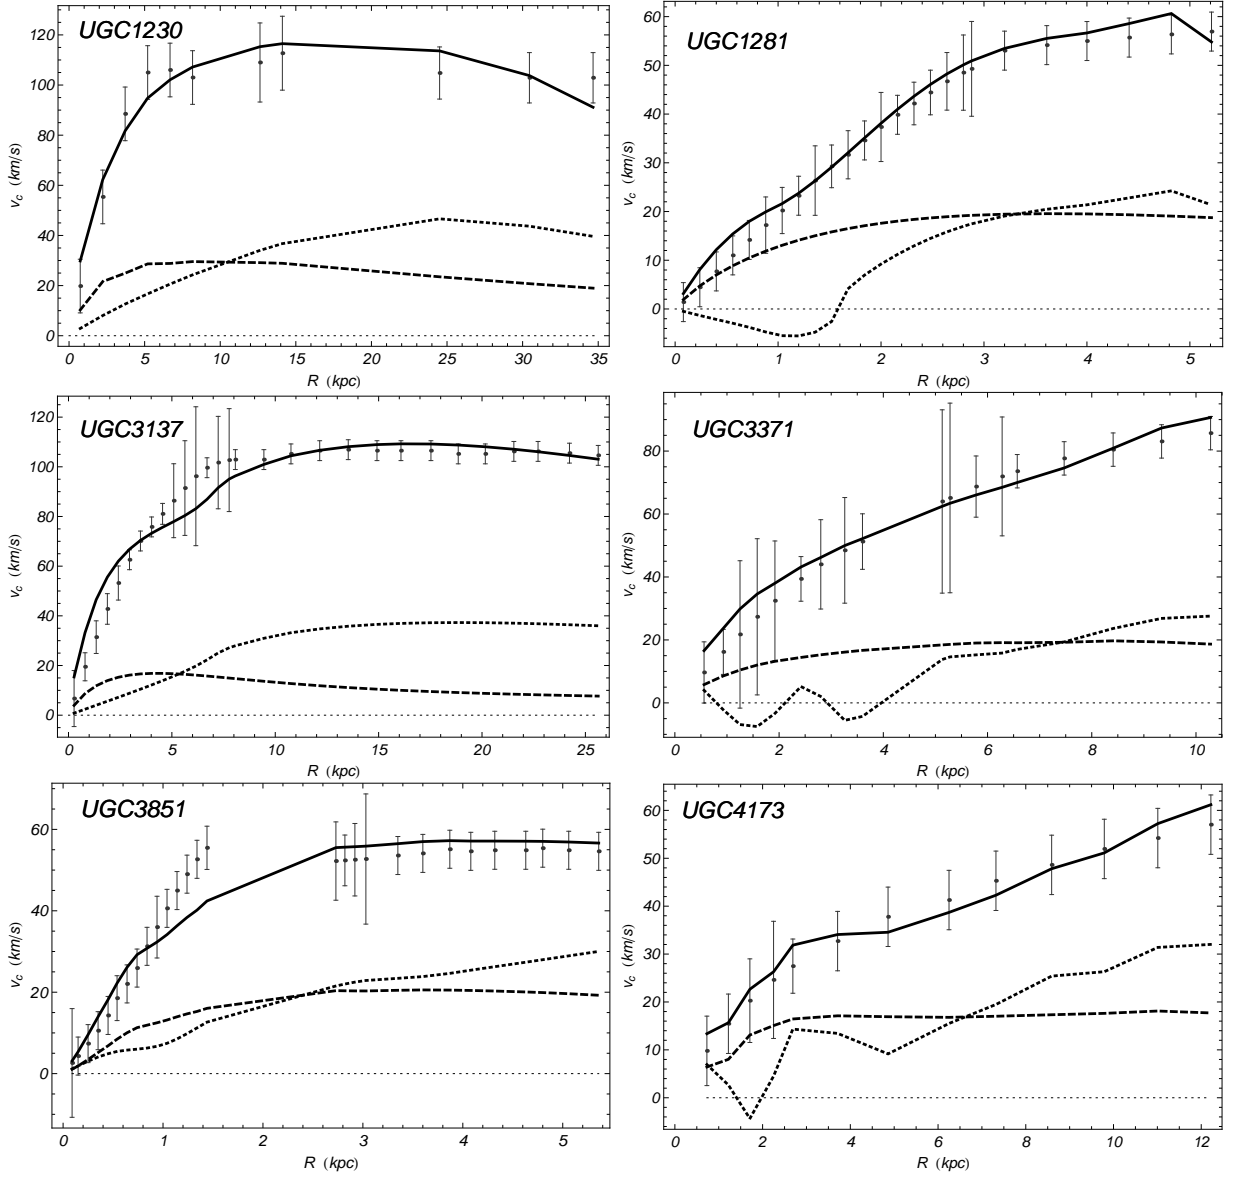 UGC1230
120
100
80
60
40
20
0
v_c (km/s)
0 5 10 15 20 25 30 35
R (kpc)
UGC1281
60
50
40
30
20
10
0
v_c (km/s)
0 1 2 3 4 5
R (kpc)
UGC3137
120
100
80
60
40
20
0
v_c (km/s)
0 5 10 15 20 25
R (kpc)
UGC3371
80
60
40
20
0
v_c (km/s)
0 2 4 6 8 10
R (kpc)
UGC3851
60
40
20
0
v_c (km/s)
0 1 2 3 4 5
R (kpc)
UGC4173
60
50
40
30
20
10
0
v_c (km/s)
0 2 4 6 8 10 12
R (kpc)